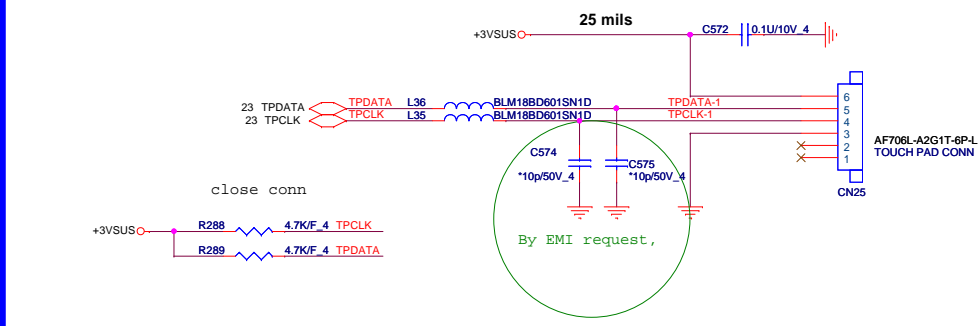 25 mils
+3VSUS
C572 0.1U/10V_4
23 TPDATA TPDATA L36 BLM18BD601SN1D TPDATA-1
23 TPCLK TPCLK L35 BLM18BD601SN1D TPCLK-1
6
5
4
3
2
1
AF706L-A2G1T-6P-L
TOUCH PAD CONN
CN25
C574
*10p/50V_4
C575
*10p/50V_4
By EMI request,
close conn
+3VSUS R288 4.7K/F_4 TPCLK
R289 4.7K/F_4 TPDATA